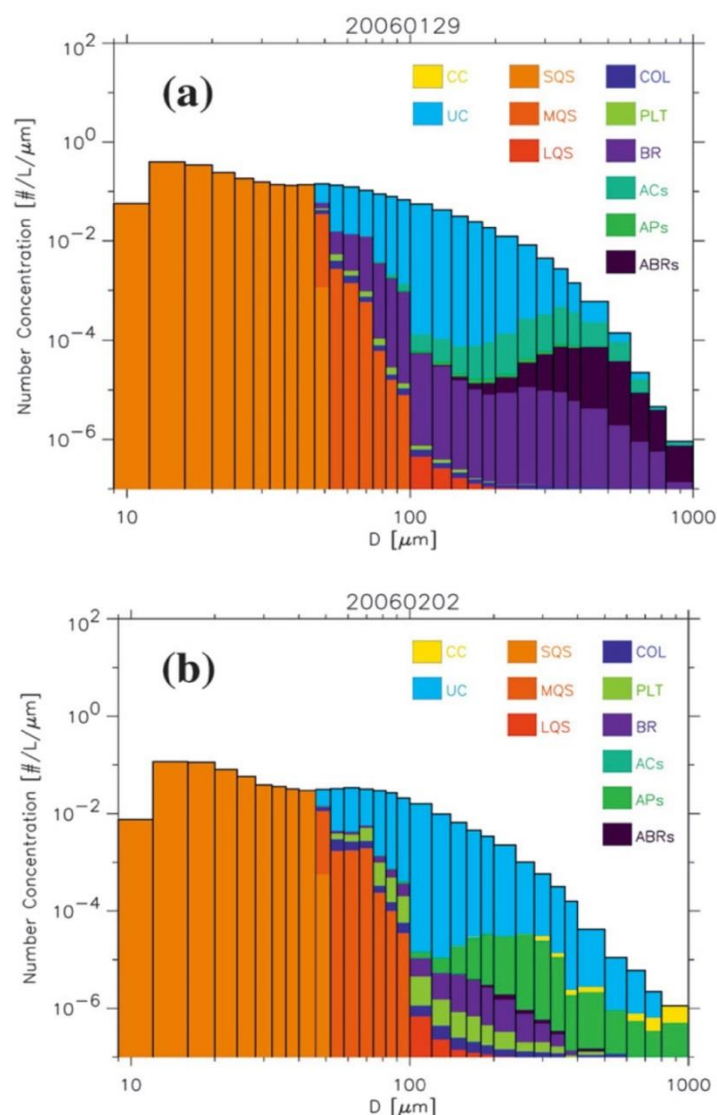 20060129
(a)
CC SQS COL
UC MQS PLT
LQS BR
ACs
APs
ABRs
Number Concentration [#/L/μm]
10²
10⁰
10⁻²
10⁻⁴
10⁻⁶
10 100 1000
D [μm]
20060202
(b)
CC SQS COL
UC MQS PLT
LQS BR
ACs
APs
ABRs
Number Concentration [#/L/μm]
10²
10⁰
10⁻²
10⁻⁴
10⁻⁶
10 100 1000
D [μm]